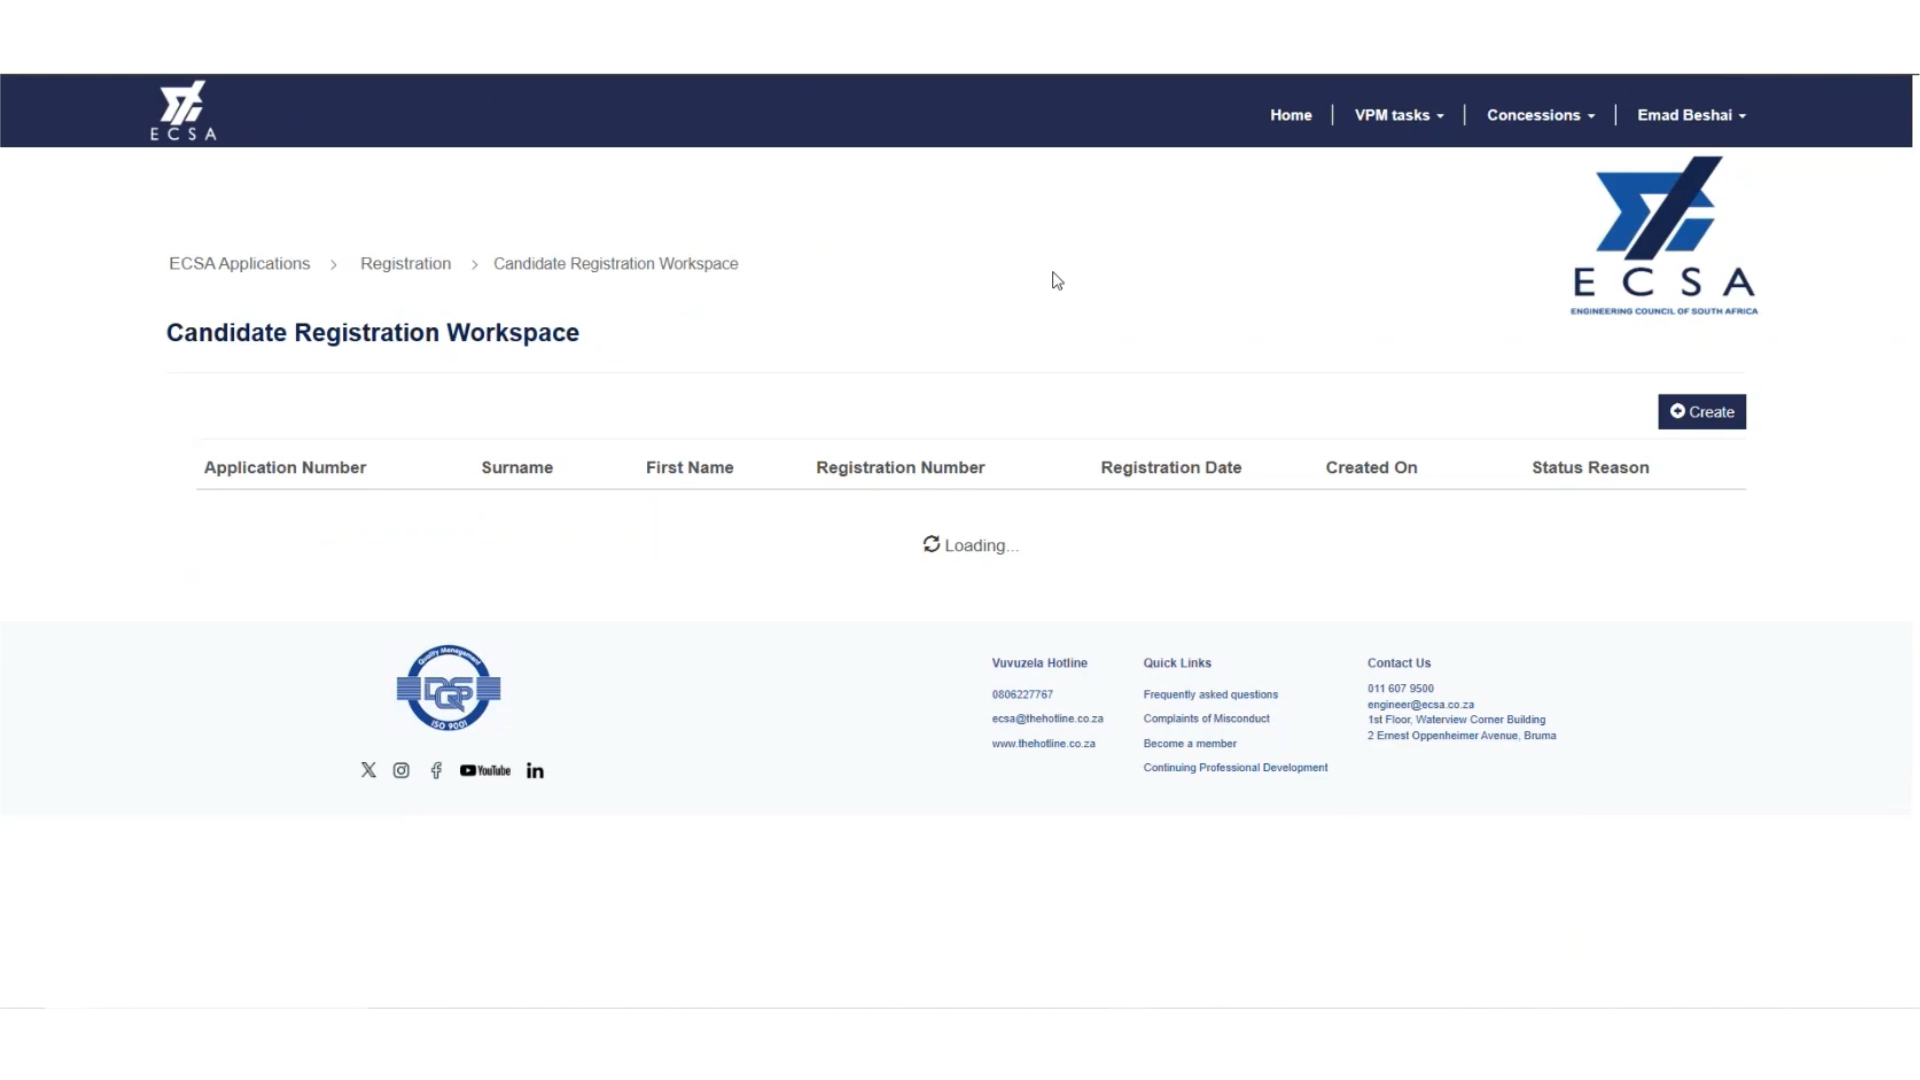 ECSA
Home
VPM tasks
Concessions
Emad Beshai
ECSA
ENGINEERING COUNCIL OF SOUTH AFRICA
ECSA Applications > Registration > Candidate Registration Workspace
Candidate Registration Workspace
Create
Application Number Surname First Name Registration Number Registration Date Created On Status Reason
Loading...
Quality Management
DQS
ISO 9001
YouTube
in
Vuvuzela Hotline
0806227767
ecsa@thehotline.co.za
www.thehotline.co.za
Quick Links
Frequently asked questions
Complaints of Misconduct
Become a member
Continuing Professional Development
Contact Us
011 607 9500
engineer@ecsa.co.za
1st Floor, Waterview Corner Building
2 Ernest Oppenheimer Avenue, Bruma